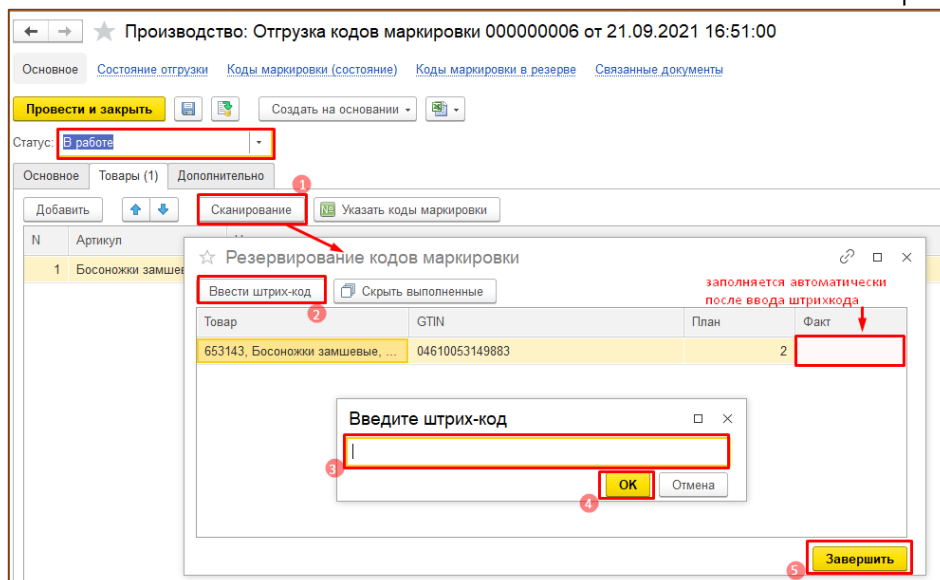 Производство: Отгрузка кодов маркировки 000000006 от 21.09.2021 16:51:00
Основное Состояние отгрузки Коды маркировки (состояние) Коды маркировки в резерве Связанные документы
Провести и закрыть Создать на основании
Статус: В работе
Основное Товары (1) Дополнительно
1
Добавить Сканирование Указать коды маркировки
N Артикул
Резервирование кодов маркировки
1 Босоножки замшев
Ввести штрих-код Скрыть выполненные
заполняется автоматически
после ввода штрихкода
2
Товар GTIN План Факт
653143, Босоножки замшевые, ... 04610053149883 2
Введите штрих-код
3
OK Отмена
4
Завершить
5